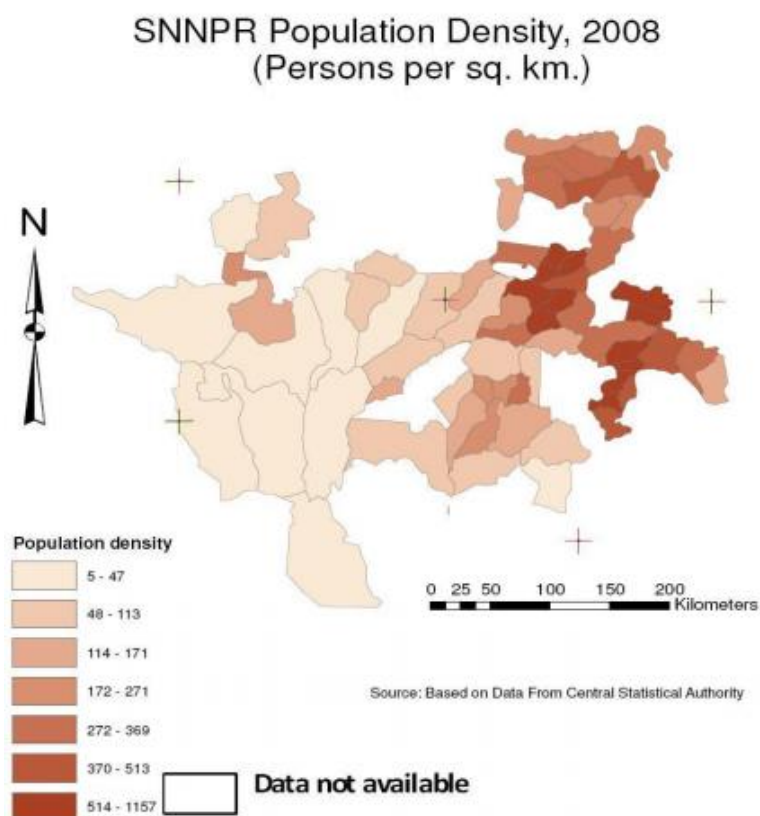 SNNPR Population Density, 2008
(Persons per sq. km.)
N
Population density
5 - 47
48 - 113
114 - 171
172 - 271
272 - 369
370 - 513
514 - 1157
0 25 50 100 150 200
Kilometers
Source: Based on Data From Central Statistical Authority
Data not available